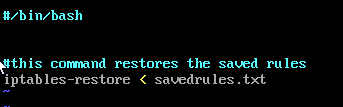 #/bin/bash
#this command restores the saved rules
iptables-restore < savedrules.txt
~
~